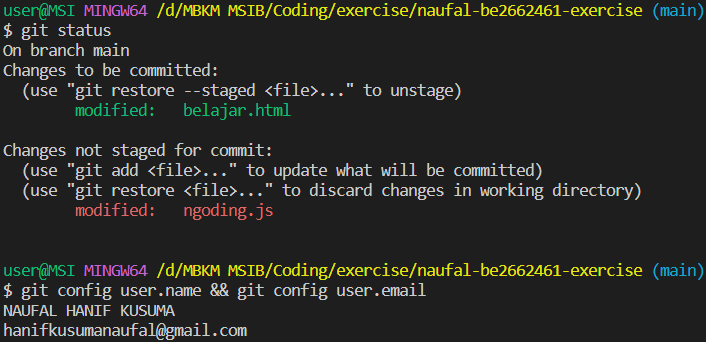 user@MSI MINGW64 /d/MBKM MSIB/Coding/exercise/naufal-be2662461-exercise (main)
$ git status
On branch main
Changes to be committed:
  (use "git restore --staged <file>..." to unstage)
        modified:   belajar.html

Changes not staged for commit:
  (use "git add <file>..." to update what will be committed)
  (use "git restore <file>..." to discard changes in working directory)
        modified:   ngoding.js


user@MSI MINGW64 /d/MBKM MSIB/Coding/exercise/naufal-be2662461-exercise (main)
$ git config user.name && git config user.email
NAUFAL HANIF KUSUMA
hanifkusumanaufal@gmail.com